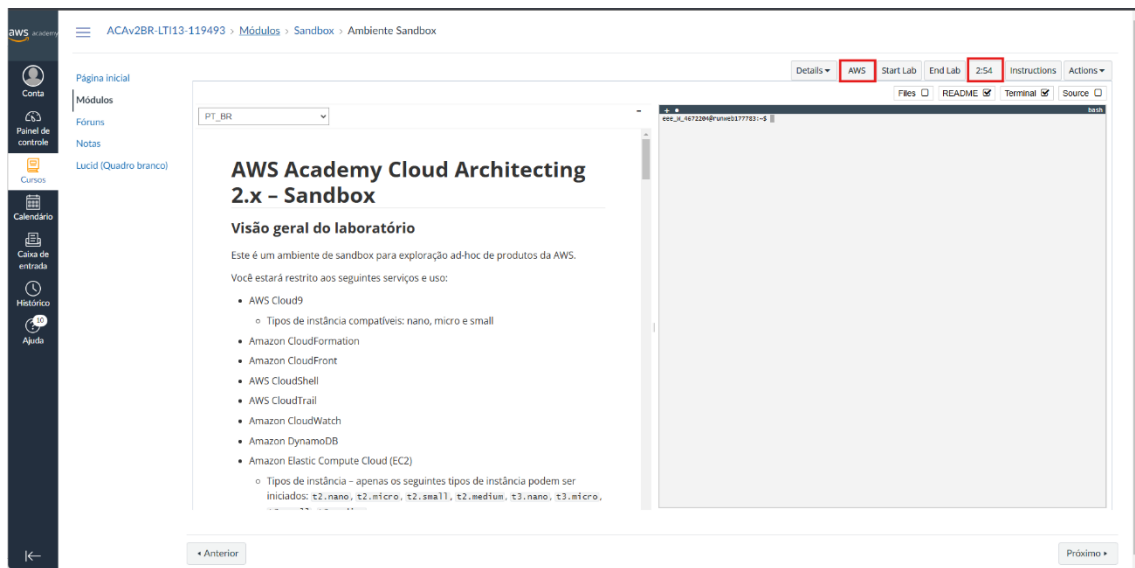 aws academy
ACAv2BR-LTI13-119493 > Módulos > Sandbox > Ambiente Sandbox
Conta
Painel de
controle
Cursos
Calendário
Caixa de
entrada
Histórico
10
Ajuda
Página inicial
Módulos
Fóruns
Notas
Lucid (Quadro branco)
Details AWS Start Lab End Lab 2:54 Instructions Actions
Files README Terminal Source
PT_BR
bash
AWS Academy Cloud Architecting
2.x – Sandbox
Visão geral do laboratório
Este é um ambiente de sandbox para exploração ad-hoc de produtos da AWS.
Você estará restrito aos seguintes serviços e uso:
• AWS Cloud9
Tipos de instância compatíveis: nano, micro e small
• Amazon CloudFormation
• Amazon CloudFront
• AWS CloudShell
• AWS CloudTrail
• Amazon CloudWatch
• Amazon DynamoDB
• Amazon Elastic Compute Cloud (EC2)
Tipos de instância – apenas os seguintes tipos de instância podem ser
iniciados: t2.nano, t2.micro, t2.small, t2.medium, t3.nano, t3.micro,
Anterior
Próximo